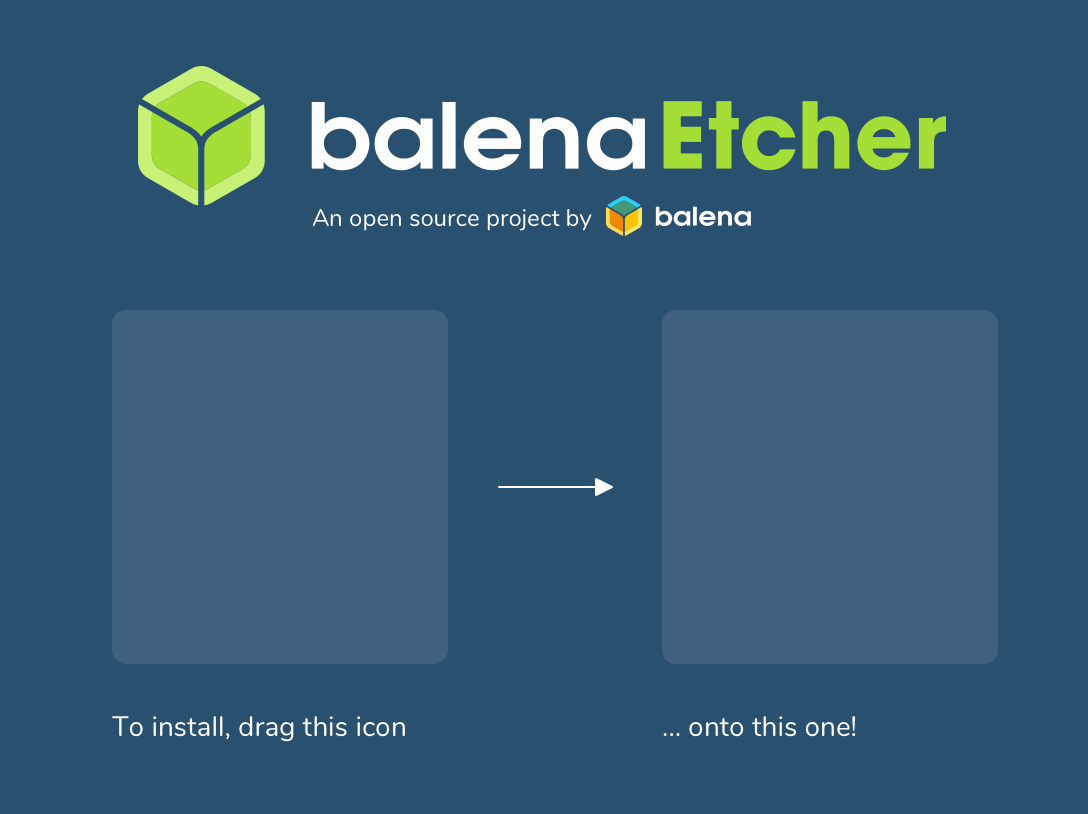 balenaEtcher
An open source project by balena
To install, drag this icon
... onto this one!